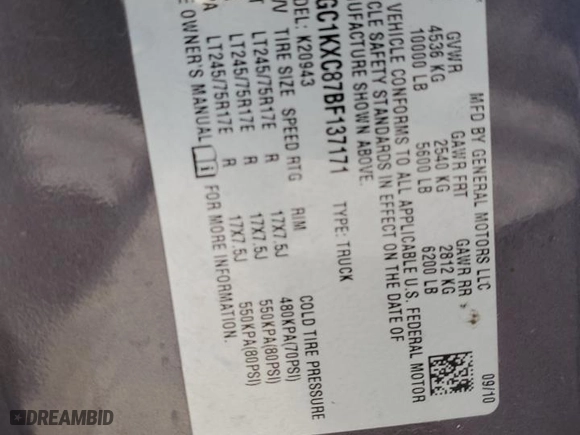 MFD BY GENERAL MOTORS LLC 09/10
GVWR GAWR FRT GAWR RR
4536 KG 2540 KG 2812 KG
10000 LB 5600 LB 6200 LB
VEHICLE CONFORMS TO ALL APPLICABLE U.S. FEDERAL MOTOR
CLE SAFETY STANDARDS IN EFFECT ON THE DATE OF
UFACTURE SHOWN ABOVE.
GC1KXC87BF137171 TYPE: TRUCK
ODEL: K20943
TIRE SIZE SPEED RTG RIM COLD TIRE PRESSURE
T LT245/75R17E R 17X7.5J 480KPA(70PSI)
LT245/75R17E R 17X7.5J 550KPA(80PSI)
PA LT245/75R17E R 17X7.5J 550KPA(80PSI)
E OWNER'S MANUAL FOR MORE INFORMATION.
DREAMBID